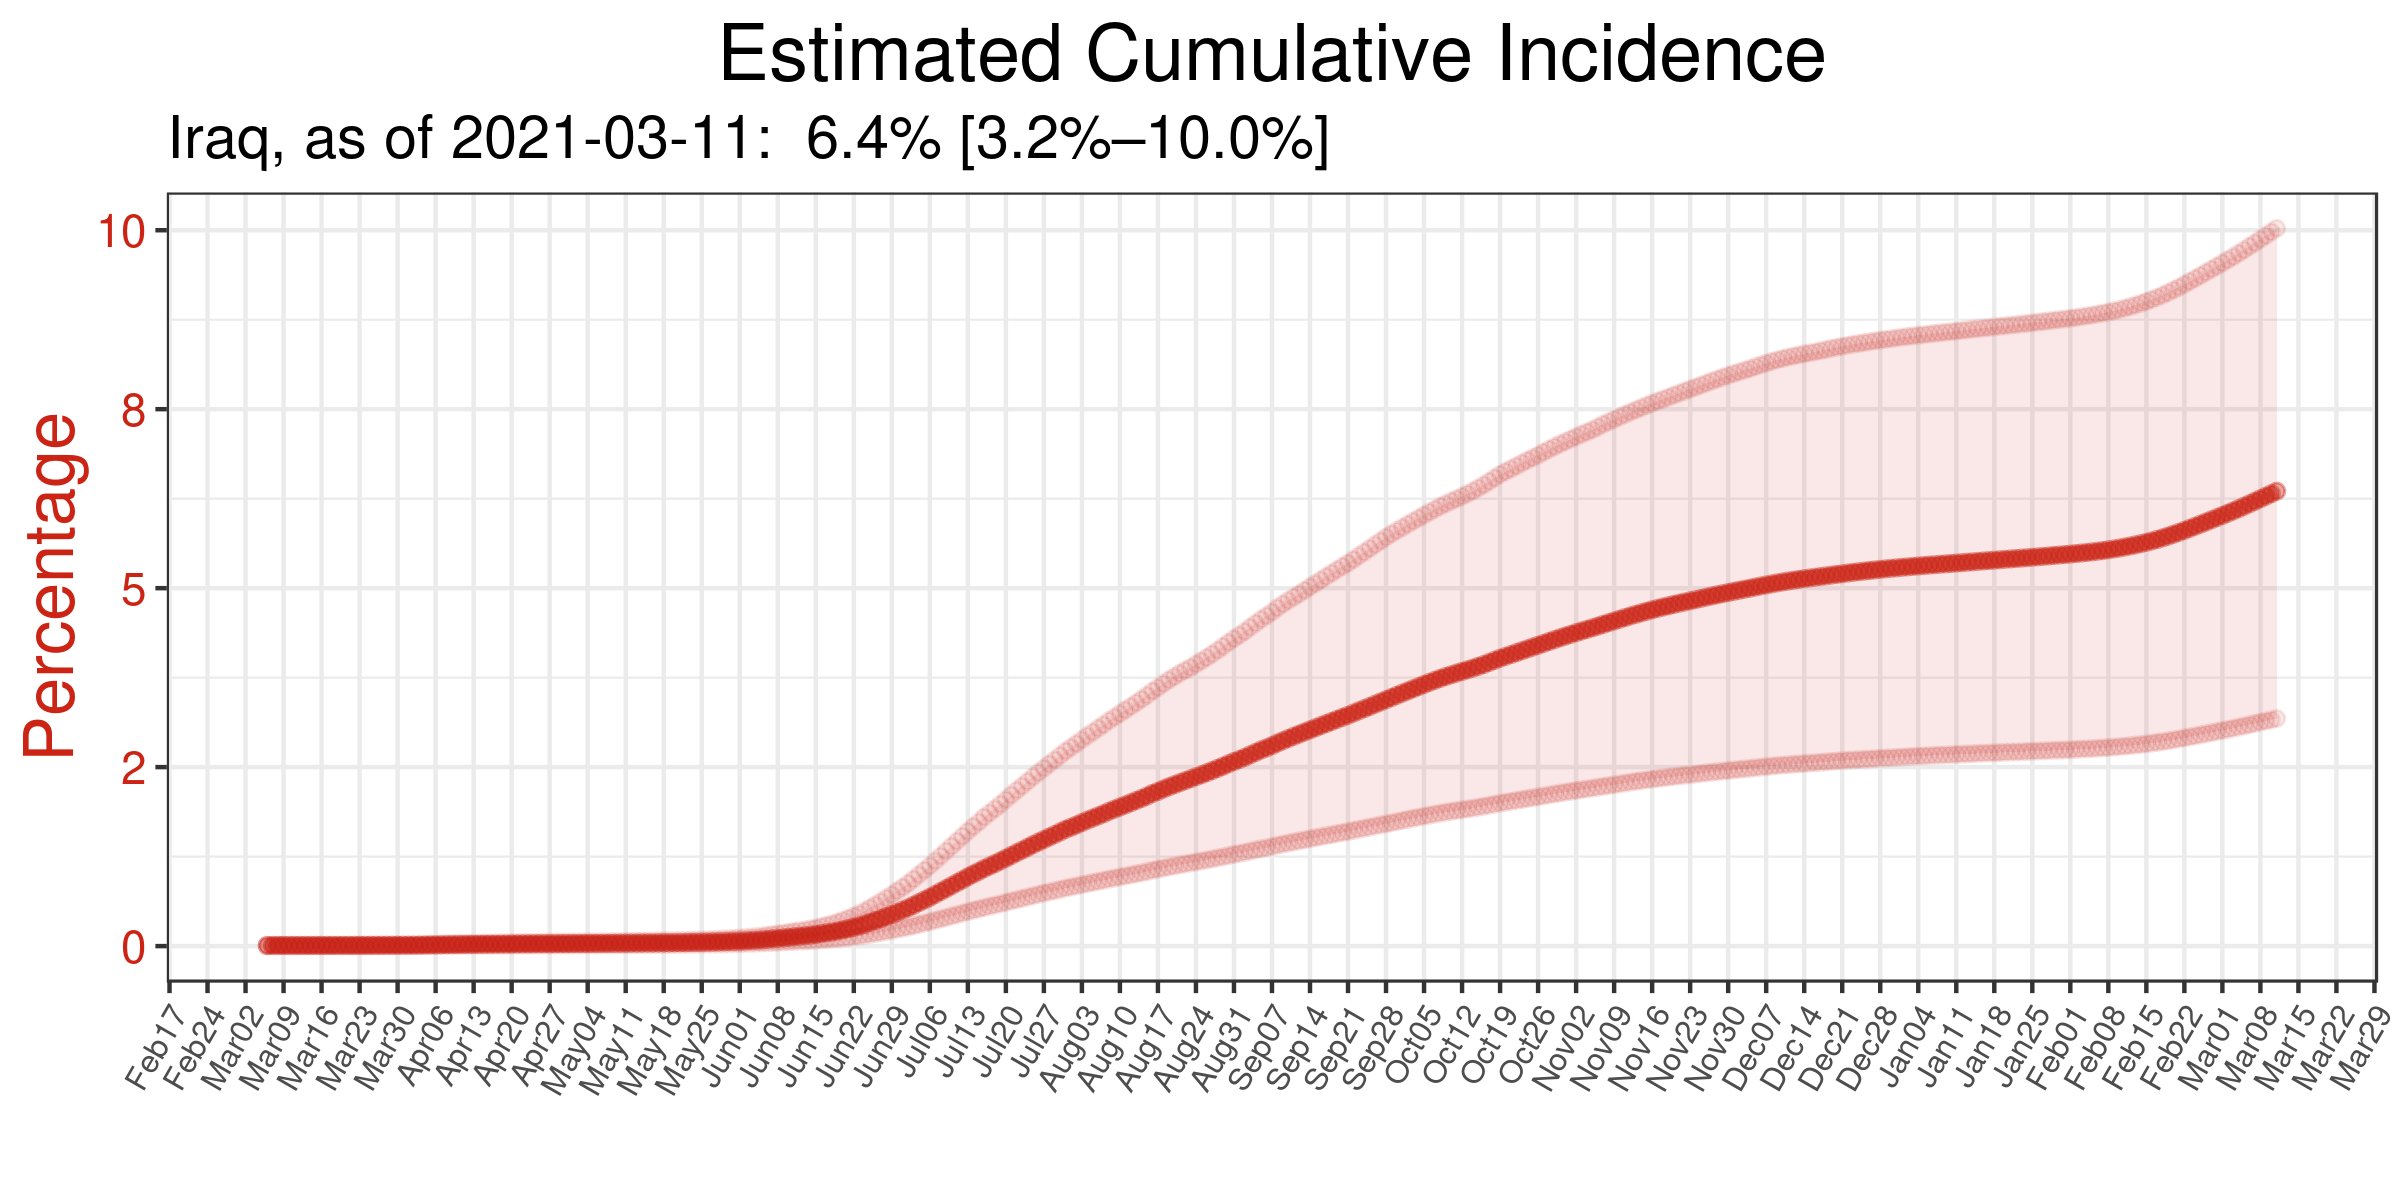 Estimated Cumulative Incidence
Iraq, as of 2021-03-11:  6.4% [3.2%–10.0%]
Percentage
10
8
5
2
0
Feb17
Feb24
Mar02
Mar09
Mar16
Mar23
Mar30
Apr06
Apr13
Apr20
Apr27
May04
May11
May18
May25
Jun01
Jun08
Jun15
Jun22
Jun29
Jul06
Jul13
Jul20
Jul27
Aug03
Aug10
Aug17
Aug24
Aug31
Sep07
Sep14
Sep21
Sep28
Oct05
Oct12
Oct19
Oct26
Nov02
Nov09
Nov16
Nov23
Nov30
Dec07
Dec14
Dec21
Dec28
Jan04
Jan11
Jan18
Jan25
Feb01
Feb08
Feb15
Feb22
Mar01
Mar08
Mar15
Mar22
Mar29